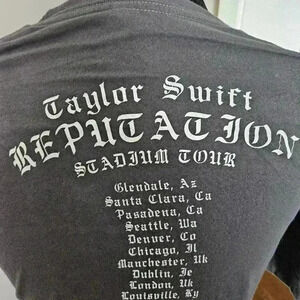 Taylor Swift
REPUTATION
STADIUM TOUR
Glendale, Az
Santa Clara, Ca
Pasadena, Ca
Seattle, Wa
Denver, Co
Chicago, Il
Manchester, Uk
Dublin, Ie
London, Uk
Louisville, Ky